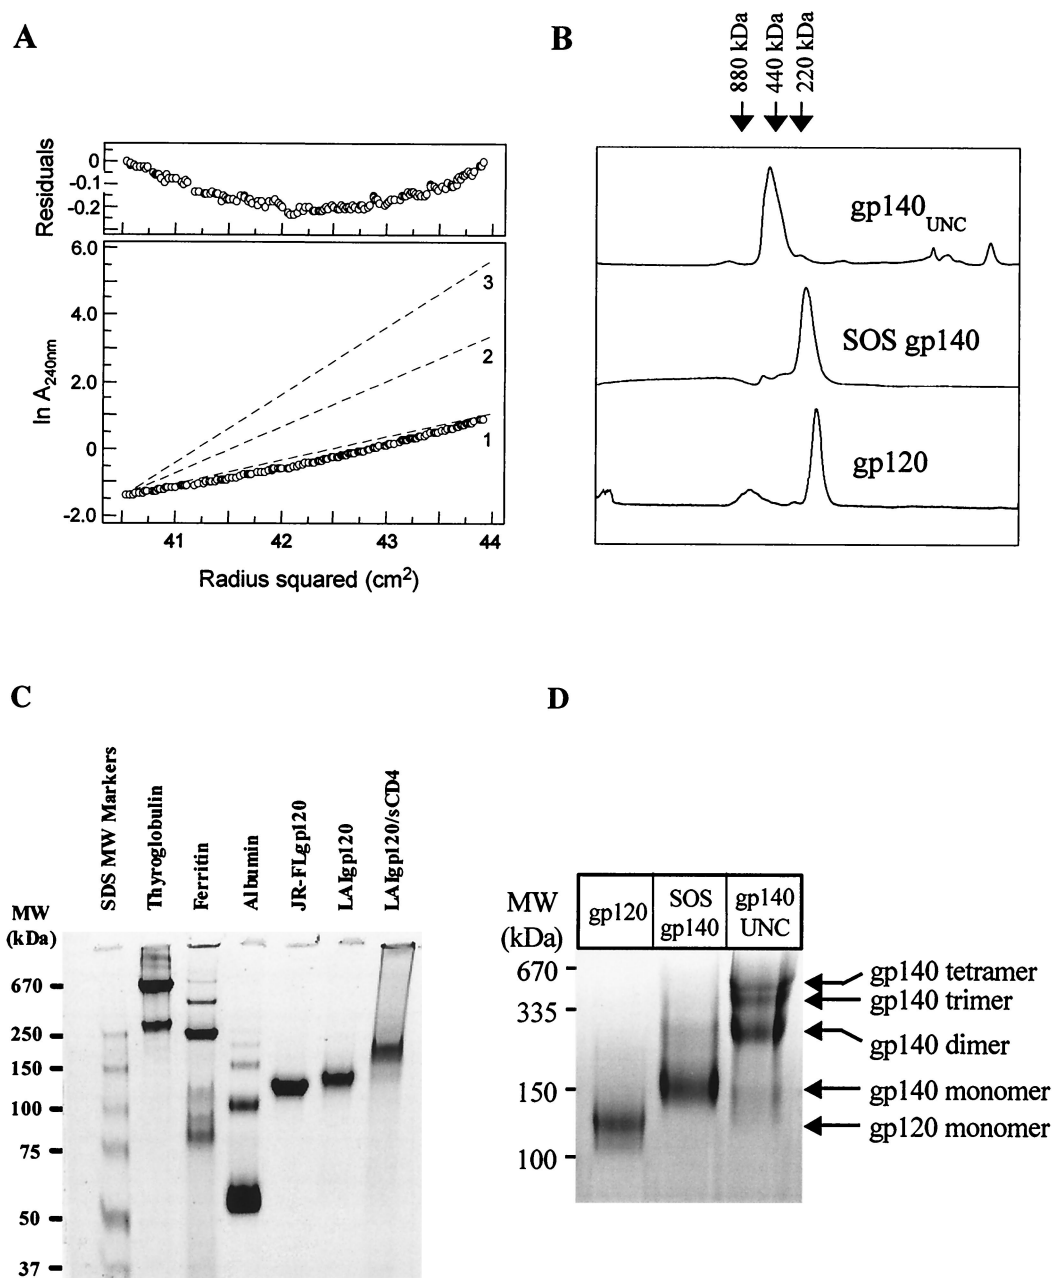 A
Residuals
0
-0.1
-0.2
ln A240nm
6.0
4.0
2.0
0
-2.0
3
2
1
41
42
43
44
Radius squared (cm2)
B
880 kDa
440 kDa
220 kDa
gp140UNC
SOS gp140
gp120
C
SDS MW Markers
Thyroglobulin
Ferritin
Albumin
JR-FLgp120
LAIgp120
LAIgp120/sCD4
MW
(kDa)
670
250
150
100
75
50
37
D
MW
(kDa)
gp120
SOS
gp140
gp140
UNC
670
335
150
100
gp140 tetramer
gp140 trimer
gp140 dimer
gp140 monomer
gp120 monomer